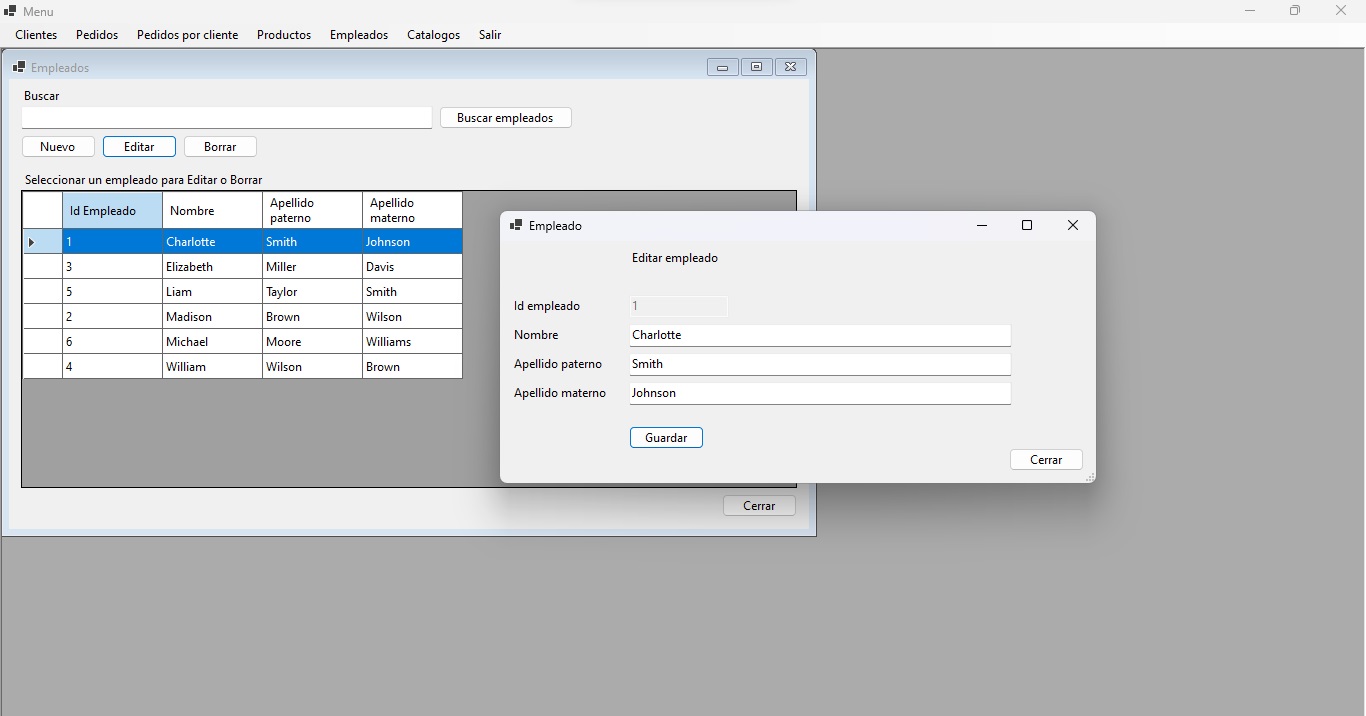 Menu
Clientes Pedidos Pedidos por cliente Productos Empleados Catalogos Salir
Empleados
Buscar
Buscar empleados
Nuevo Editar Borrar
Seleccionar un empleado para Editar o Borrar
Id Empleado Nombre Apellido paterno Apellido materno
1 Charlotte Smith Johnson
3 Elizabeth Miller Davis
5 Liam Taylor Smith
2 Madison Brown Wilson
6 Michael Moore Williams
4 William Wilson Brown
Cerrar
Empleado
Editar empleado
Id empleado 1
Nombre Charlotte
Apellido paterno Smith
Apellido materno Johnson
Guardar
Cerrar